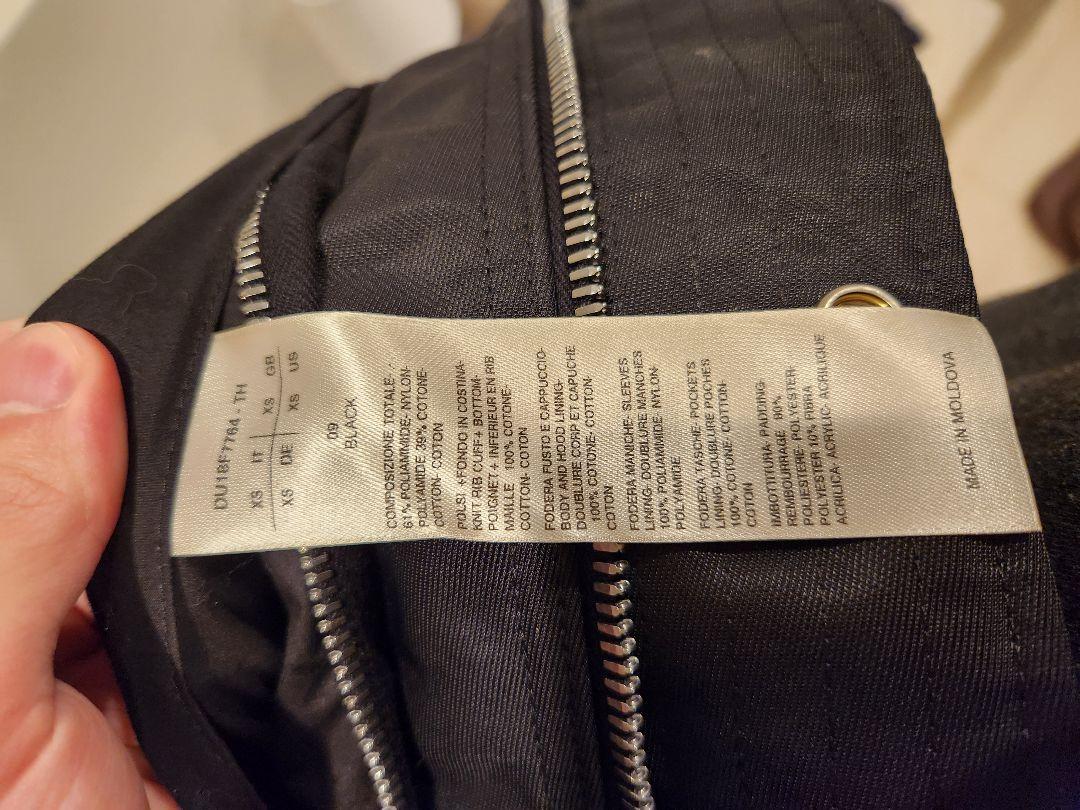 DU1BF7764 - TH
IT GB
XS XS
DE US
XS XS
09
BLACK
COMPOSIZIONE TOTALE. . .
61% POLIAMMIDE- NYLON-
POLYAMIDE 39% COTONE-
COTTON- COTON
POLSI +FONDO IN COSTINA-
KNIT RIB CUFF+ BOTTOM-
POIGNET + INFERIEUR EN RIB
MAILLE 100% COTONE-
COTTON- COTON
FODERA FUSTO E CAPPUCCIO-
BODY AND HOOD LINING-
DOUBLURE CORP ET CAPUCHE
100% COTONE- COTTON-
COTON
FODERA MANICHE- SLEEVES
LINING- DOUBLURE MANCHES
100% POLIAMIDE- NYLON-
POLYAMIDE
FODERA TASCHE- POCKETS
LINING- DOUBLURE POCHES
100% COTONE- COTTON-
COTON
IMBOTTITURA PADDING-
REMBOURRAGE 90%
POLIESTERE- POLYESTER-
POLYESTER 10% FIBRA
ACRILICA- ACRYLIC- ACRYLIQUE
MADE IN MOLDOVA